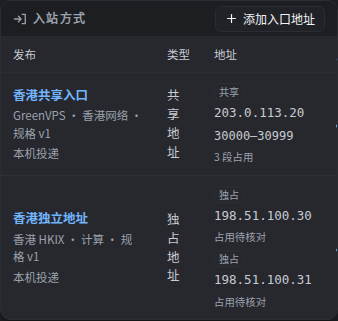 入站方式
+ 添加入口地址
发布 类型 地址
香港共享入口
GreenVPS · 香港网络 ·
规格 v1
本机投递
共
享
地
址
共享
203.0.113.20
30000–30999
3 段占用
香港独立地址
香港 HKIX · 计算 · 规
格 v1
本机投递
独
占
地
址
独占
198.51.100.30
占用待核对
独占
198.51.100.31
占用待核对